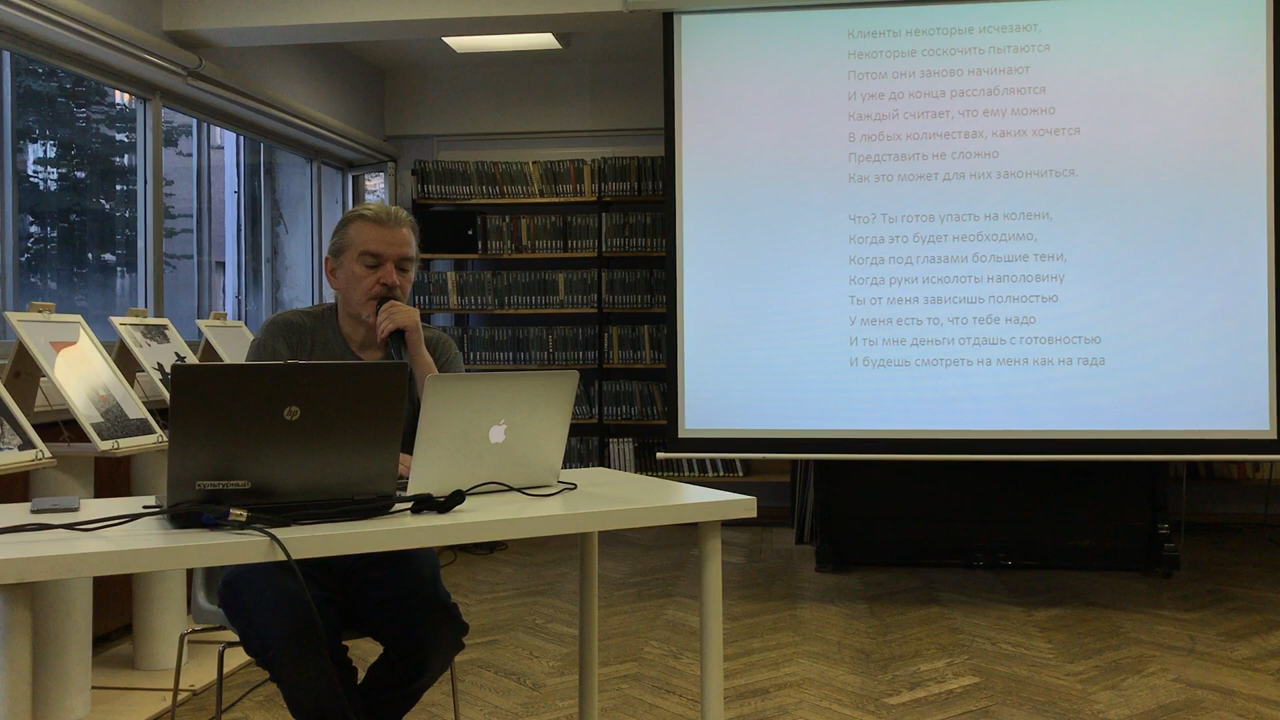 Клиенты некоторые исчезают,
Некоторые соскочить пытаются
Потом они заново начинают
И уже до конца расслабляются
Каждый считает, что ему можно
В любых количествах, каких хочется
Представить не сложно
Как это может для них закончиться.
Что? Ты готов упасть на колени,
Когда это будет необходимо,
Когда под глазами большие тени,
Когда руки исколоты наполовину
Ты от меня зависишь полностью
У меня есть то, что тебе надо
И ты мне деньги отдашь с готовностью
И будешь смотреть на меня как на гада
hp
культурный